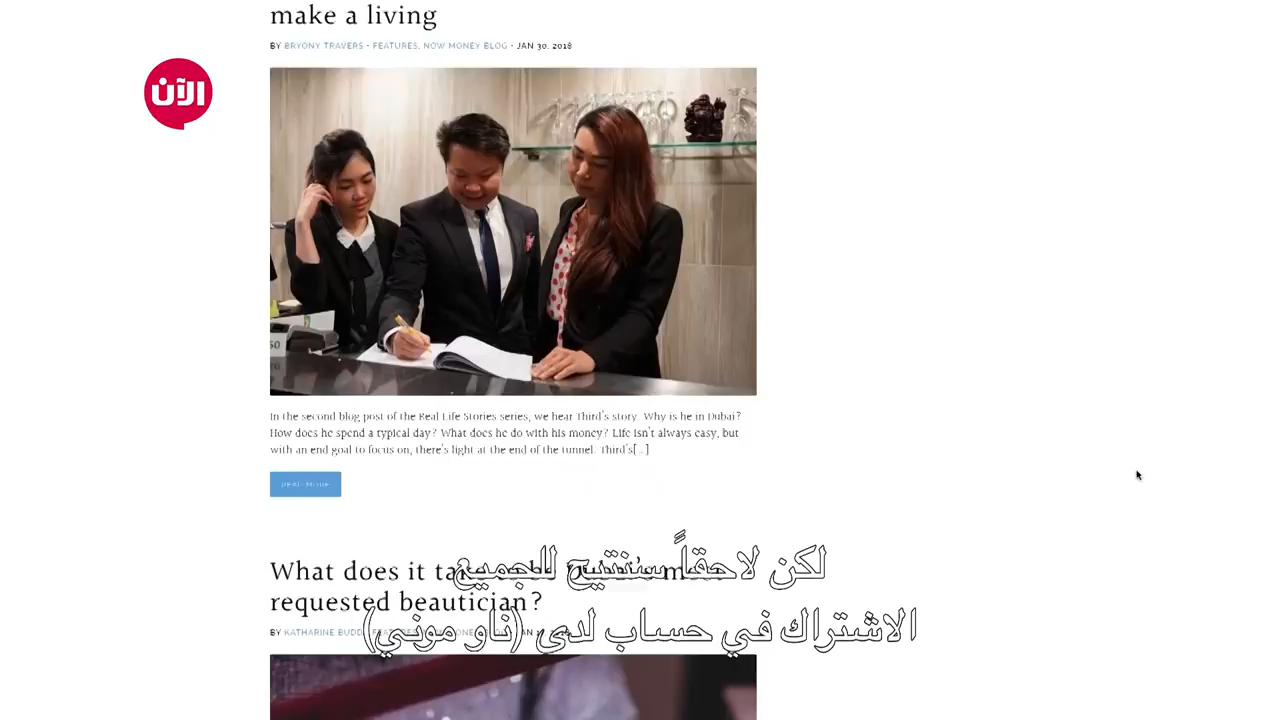 make a living
BY BRYONY TRAVERS • FEATURES, NOW MONEY BLOG • JAN 30, 2018
الآن
In the second blog post of the Real Life Stories series, we hear Third's story. Why is he in Dubai?
How does he spend a typical day? What does he do with his money? Life isn't always easy, but
with an end goal to focus on, there's light at the end of the tunnel. Third's[...]
READ MORE
What does it
requested beautician?
BY KATHARINE BUDD
لكن لاحقاً سنتيح للجميع
الاشتراك في حساب لدى (ناو موني)